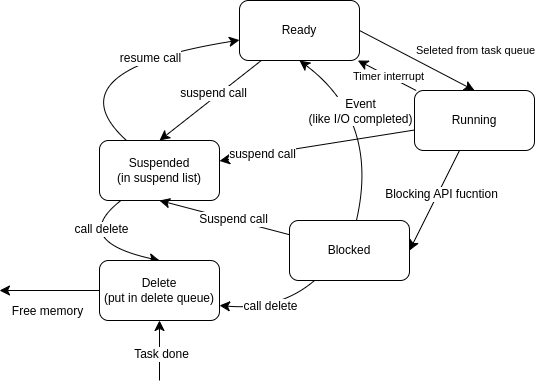 Ready
resume call
Seleted from task queue
Timer interrupt
suspend call
Event
(like I/O completed)
Running
suspend call
Suspended
(in suspend list)
Blocking API fucntion
Suspend call
call delete
Blocked
Delete
(put in delete queue)
call delete
Free memory
Task done